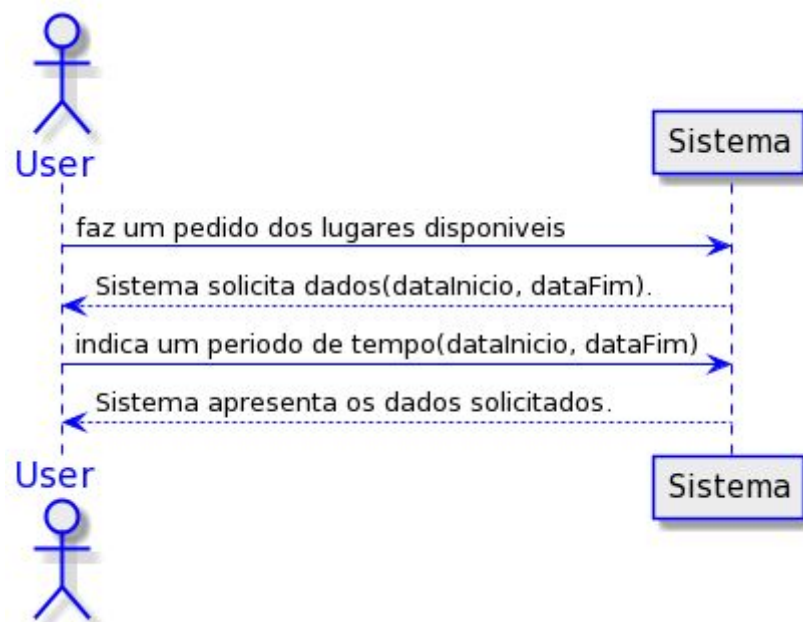 User
Sistema
faz um pedido dos lugares disponiveis
Sistema solicita dados(dataInicio, dataFim).
indica um periodo de tempo(dataInicio, dataFim)
Sistema apresenta os dados solicitados.
User
Sistema